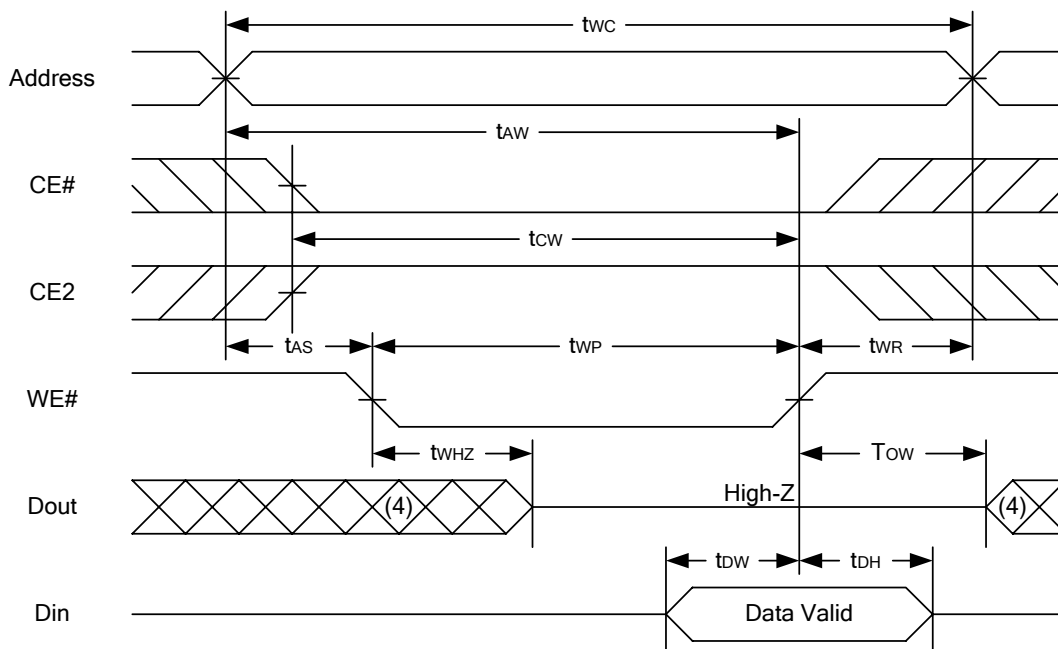 tWC
Address
tAW
CE#
tCW
CE2
tAS tWP tWR
WE#
tWHZ TOW
Dout (4) High-Z (4)
tDW tDH
Din Data Valid